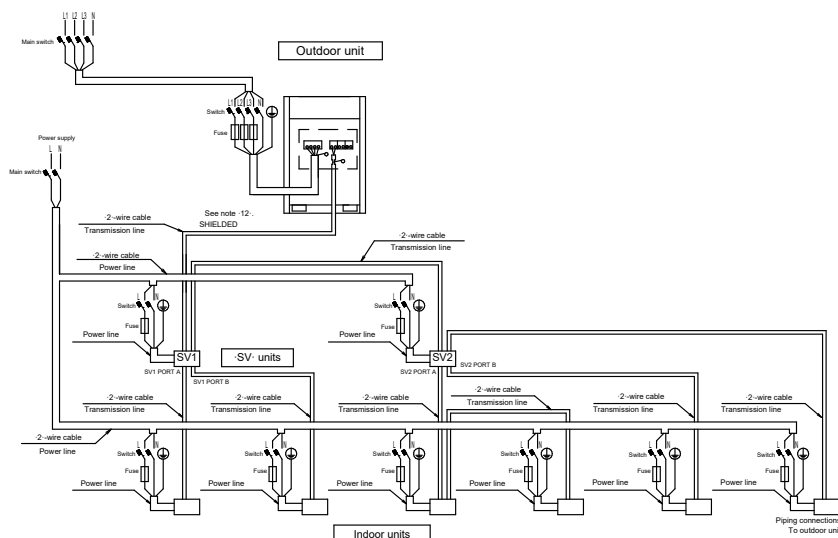 L1 L2 L3 N
Main switch
Outdoor unit
L1 L2 L3 N
Switch
Fuse
Power supply
L N
Main switch
See note ·12·.
SHIELDED
·2·-wire cable
Transmission line
·2·-wire cable
Transmission line
·2·-wire cable
Power line
L N
Switch
Fuse
Power line
L N
Switch
Fuse
Power line
SV1
·SV· units
SV2
SV1 PORT A
SV1 PORT B
SV2 PORT A
SV2 PORT B
·2·-wire cable
Transmission line
·2·-wire cable
Transmission line
·2·-wire cable
Transmission line
·2·-wire cable
Transmission line
·2·-wire cable
Transmission line
·2·-wire cable
Transmission line
·2·-wire cable
Power line
L N
Switch
Fuse
Power line
L N
Switch
Fuse
Power line
L N
Switch
Fuse
Power line
L N
Switch
Fuse
Power line
L N
Switch
Fuse
Power line
L N
Switch
Fuse
Power line
Indoor units
Piping connections
To outdoor unit